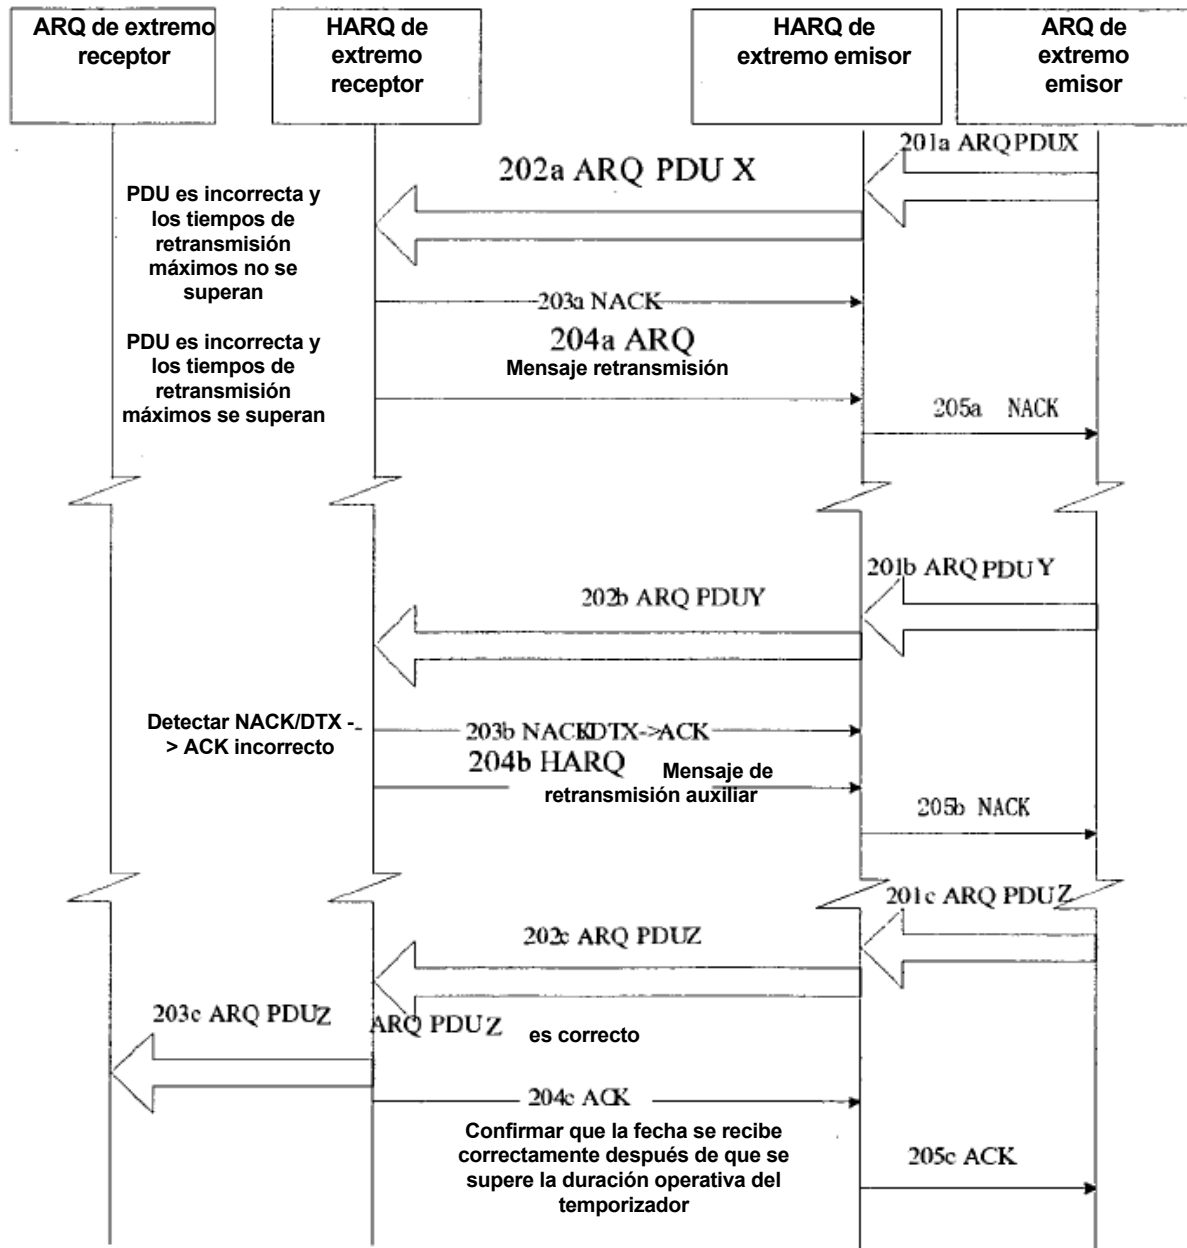 ARQ de extremo
receptor
HARQ de
extremo
receptor
HARQ de
extremo emisor
ARQ de
extremo
emisor
201a ARQ PDU X
202a ARQ PDU X
PDU es incorrecta y
los tiempos de
retransmisión
máximos no se
superan
203a NACK
204a ARQ
Mensaje retransmisión
PDU es incorrecta y
los tiempos de
retransmisión
máximos se superan
205a NACK
201b ARQ PDU Y
202b ARQ PDUY
Detectar NACK/DTX -
> ACK incorrecto
203b NACKDTX->ACK
204b HARQ Mensaje de
retransmisión auxiliar
205b NACK
201c ARQ PDU Z
202c ARQ PDUZ
203c ARQ PDUZ
ARQ PDU Z es correcto
204c ACK
Confirmar que la fecha se recibe
correctamente después de que se
supere la duración operativa del
temporizador
205c ACK